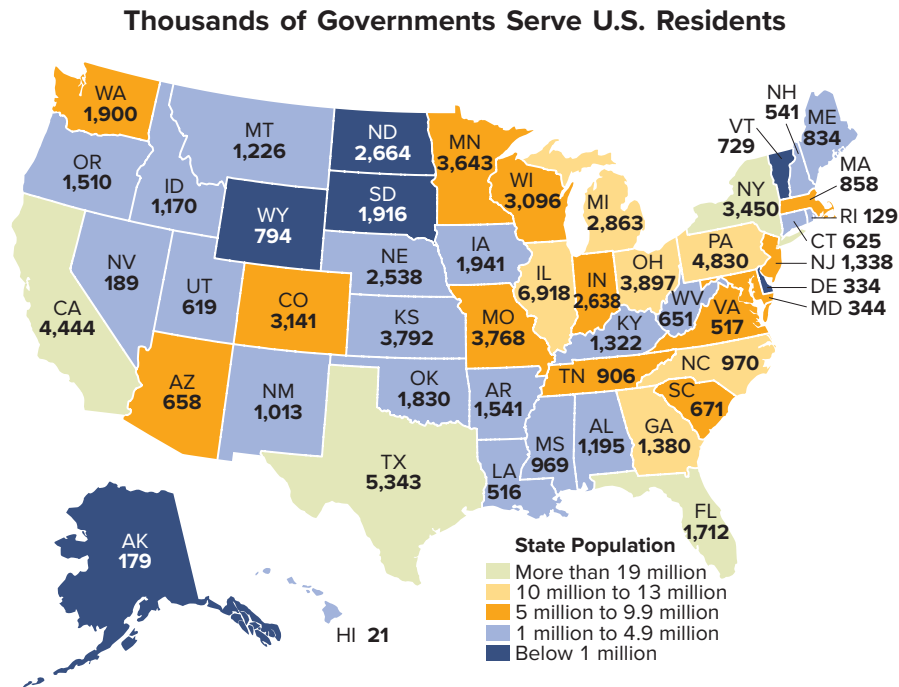 Thousands of Governments Serve U.S. Residents
WA
1,900
OR
1,510
ID
1,170
MT
1,226
ND
2,664
SD
1,916
WY
794
MN
3,643
WI
3,096
MI
2,863
NH
541
VT
729
ME
834
MA
858
NY
3,450
RI 129
CT 625
NJ 1,338
DE 334
MD 344
PA
4,830
CA
4,444
NV
189
UT
619
CO
3,141
NE
2,538
IA
1,941
IL
6,918
IN
2,638
OH
3,897
WV
651
VA
517
KS
3,792
MO
3,768
KY
1,322
AZ
658
NM
1,013
OK
1,830
AR
1,541
TN 906
NC 970
SC
671
TX
5,343
LA
516
MS
969
AL
1,195
GA
1,380
FL
1,712
AK
179
HI 21
State Population
More than 19 million
10 million to 13 million
5 million to 9.9 million
1 million to 4.9 million
Below 1 million